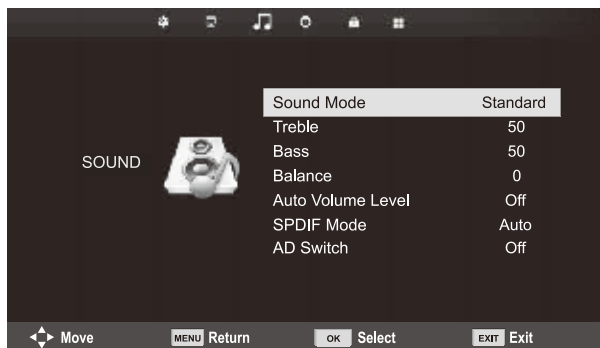 Sound Mode Standard
Treble 50
Bass 50
SOUND
Balance 0
Auto Volume Level Off
SPDIF Mode Auto
AD Switch Off
Move MENU Return OK Select EXIT Exit